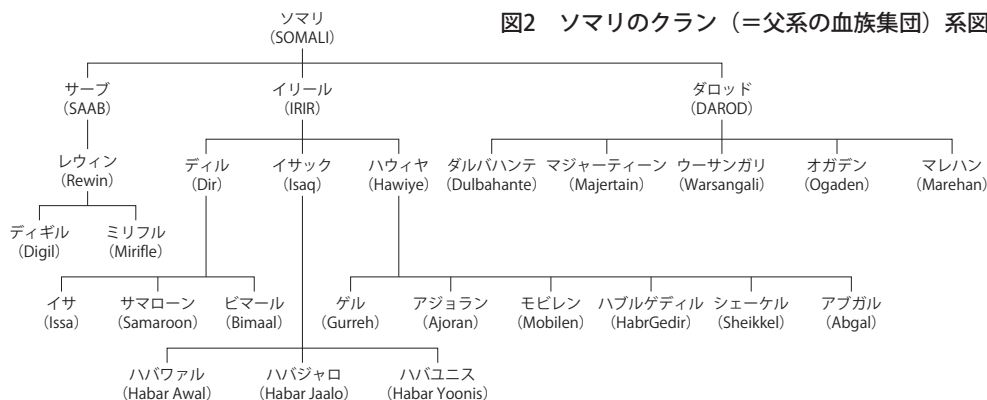 図2 ソマリのクラン（＝父系の血族集団）系図
ソマリ
（SOMALI）
サーブ
（SAAB）
イリール
（IRIR）
ダロッド
（DAROD）
レウィン
（Rewin）
ディル
（Dir）
イサック
（Isaq）
ハウィヤ
（Hawiye）
ダルバハンテ
（Dulbahante）
マジャーティーン
（Majertain）
ウーサンガリ
（Warsangali）
オガデン
（Ogaden）
マレハン
（Marehan）
ディギル
（Digil）
ミリフル
（Mirifle）
イサ
（Issa）
サマローン
（Samaroon）
ビマール
（Bimaal）
ゲル
（Gurreh）
アジョラン
（Ajoran）
モビレン
（Mobilen）
ハブルゲディル
（HabrGedir）
シェーケル
（Sheikkel）
アブガル
（Abgal）
ハバワァル
（Habar Awal）
ハバジャロ
（Habar Jaalo）
ハバユニス
（Habar Yoonis）